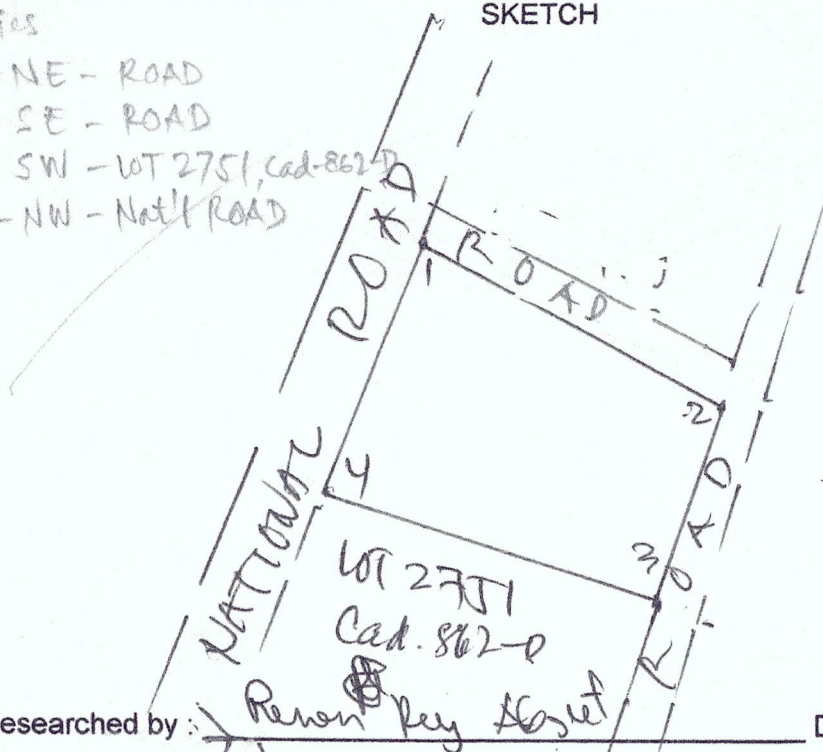 SKETCH
NE - ROAD
SE - ROAD
SW - LOT 2751, Cad-862-D
-NW - Nat'l ROAD
ROAD
1
2
3
4
NATIONAL ROAD
ROAD
LOT 2751
Cad. 862-D
esearched by :
D